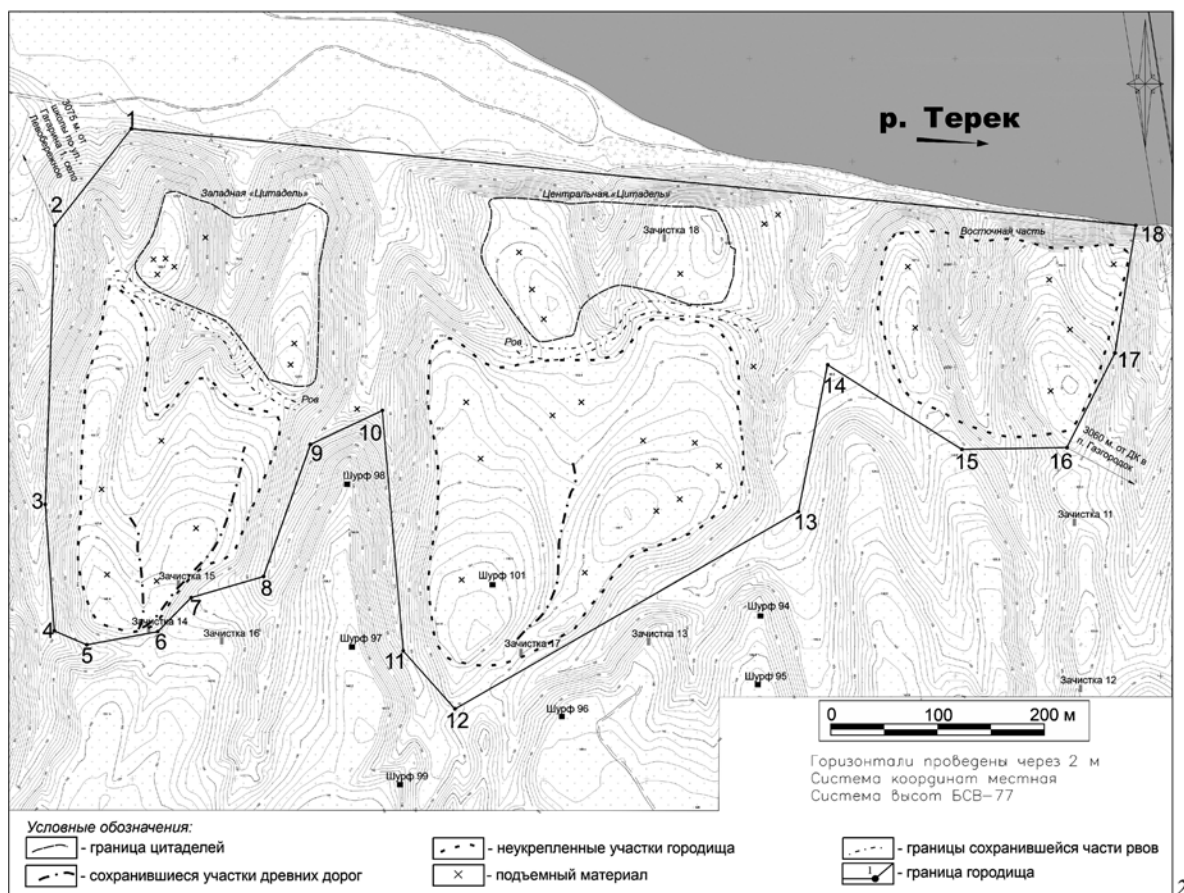 р. Терек
3075 м. от
школы по ул.
Гагарина 1, село
Левобережное
1
2
Западная «Цитадель»
Центральная «Цитадель»
Зачистка 18
Восточная часть
18
Ров
17
14
Ров
10
9
15
16
3060 м. от ДК в
п. Газгородок
Шурф 98
3
13
Зачистка 11
Зачистка 15
8
Шурф 101
7
Зачистка 14
Шурф 94
4
5
6
Зачистка 16
Шурф 97
11
Зачистка 17
Зачистка 13
Шурф 95
Зачистка 12
12
Шурф 96
Шурф 99
0 100 200 м
Горизонтали проведены через 2 м
Система координат местная
Система высот БСВ-77
Условные обозначения:
- граница цитаделей
- неукрепленные участки городища
- границы сохранившейся части рвов
- сохранившиеся участки древних дорог
- подъемный материал
1
- граница городища
2